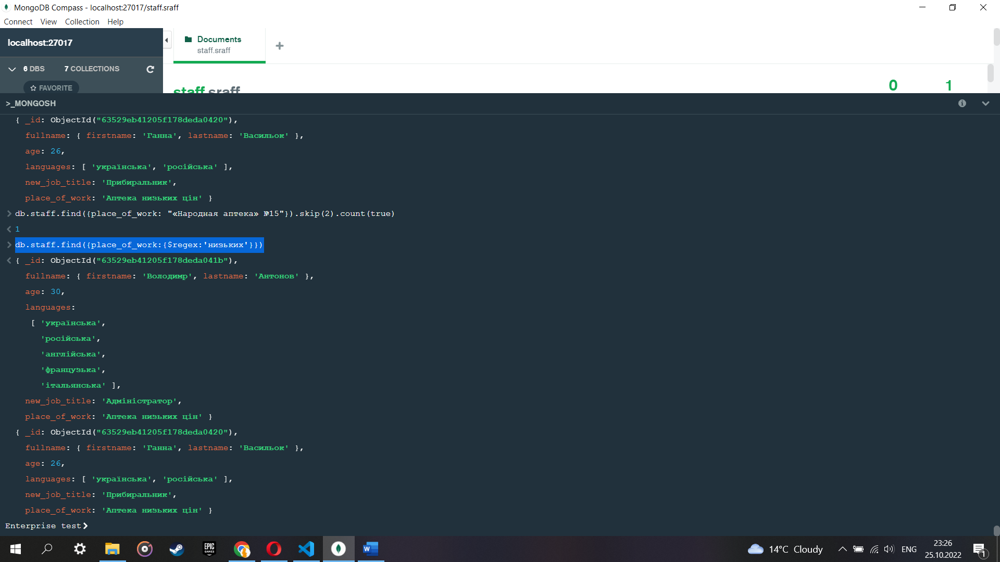 MongoDB Compass - localhost:27017/staff.sraff
Connect View Collection Help
localhost:27017
Documents
staff.sraff
6 DBS 7 COLLECTIONS
FAVORITE
staff.sraff
0 1
>_MONGOSH
{ _id: ObjectId("63529eb41205f178deda0420"),
fullname: { firstname: 'Ганна', lastname: 'Васильок' },
age: 26,
languages: [ 'українська', 'російська' ],
new_job_title: 'Прибиральник',
place_of_work: 'Аптека низьких цін' }
db.staff.find({place_of_work: "«Народная аптека» №15"}).skip(2).count(true)
1
db.staff.find({place_of_work:{$regex:'низьких'}})
{ _id: ObjectId("63529eb41205f178deda041b"),
fullname: { firstname: 'Володимр', lastname: 'Антонов' },
age: 30,
languages:
[ 'українська',
'російська',
'англійська',
'французька',
'італьянська' ],
new_job_title: 'Адміністратор',
place_of_work: 'Аптека низьких цін' }
{ _id: ObjectId("63529eb41205f178deda0420"),
fullname: { firstname: 'Ганна', lastname: 'Васильок' },
age: 26,
languages: [ 'українська', 'російська' ],
new_job_title: 'Прибиральник',
place_of_work: 'Аптека низьких цін' }
Enterprise test>
EPIC GAMES
14°C Cloudy
ENG
23:26
25.10.2022
1